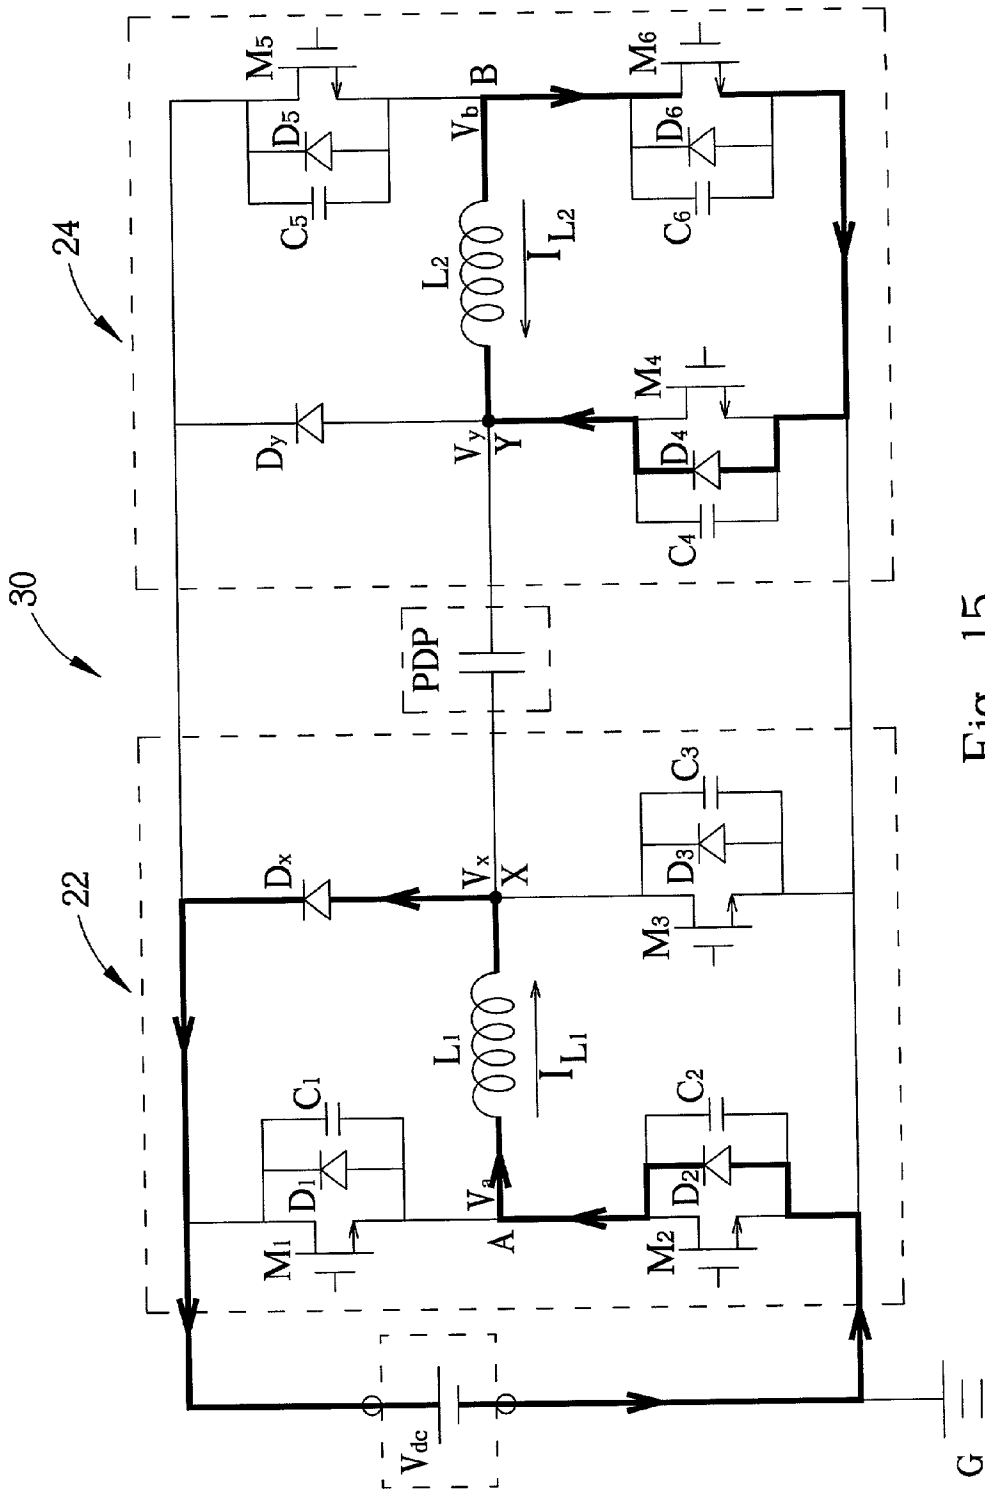 30
22
24
Dx
Dy
M1
D1
C1
C5
D5
M5
Vdc
PDP
L1
L2
Va
Vx
Vy
Vb
A
X
Y
B
IL1
IL2
M2
D2
C2
M3
D3
C3
C4
D4
M4
C6
D6
M6
G
Fig. 15